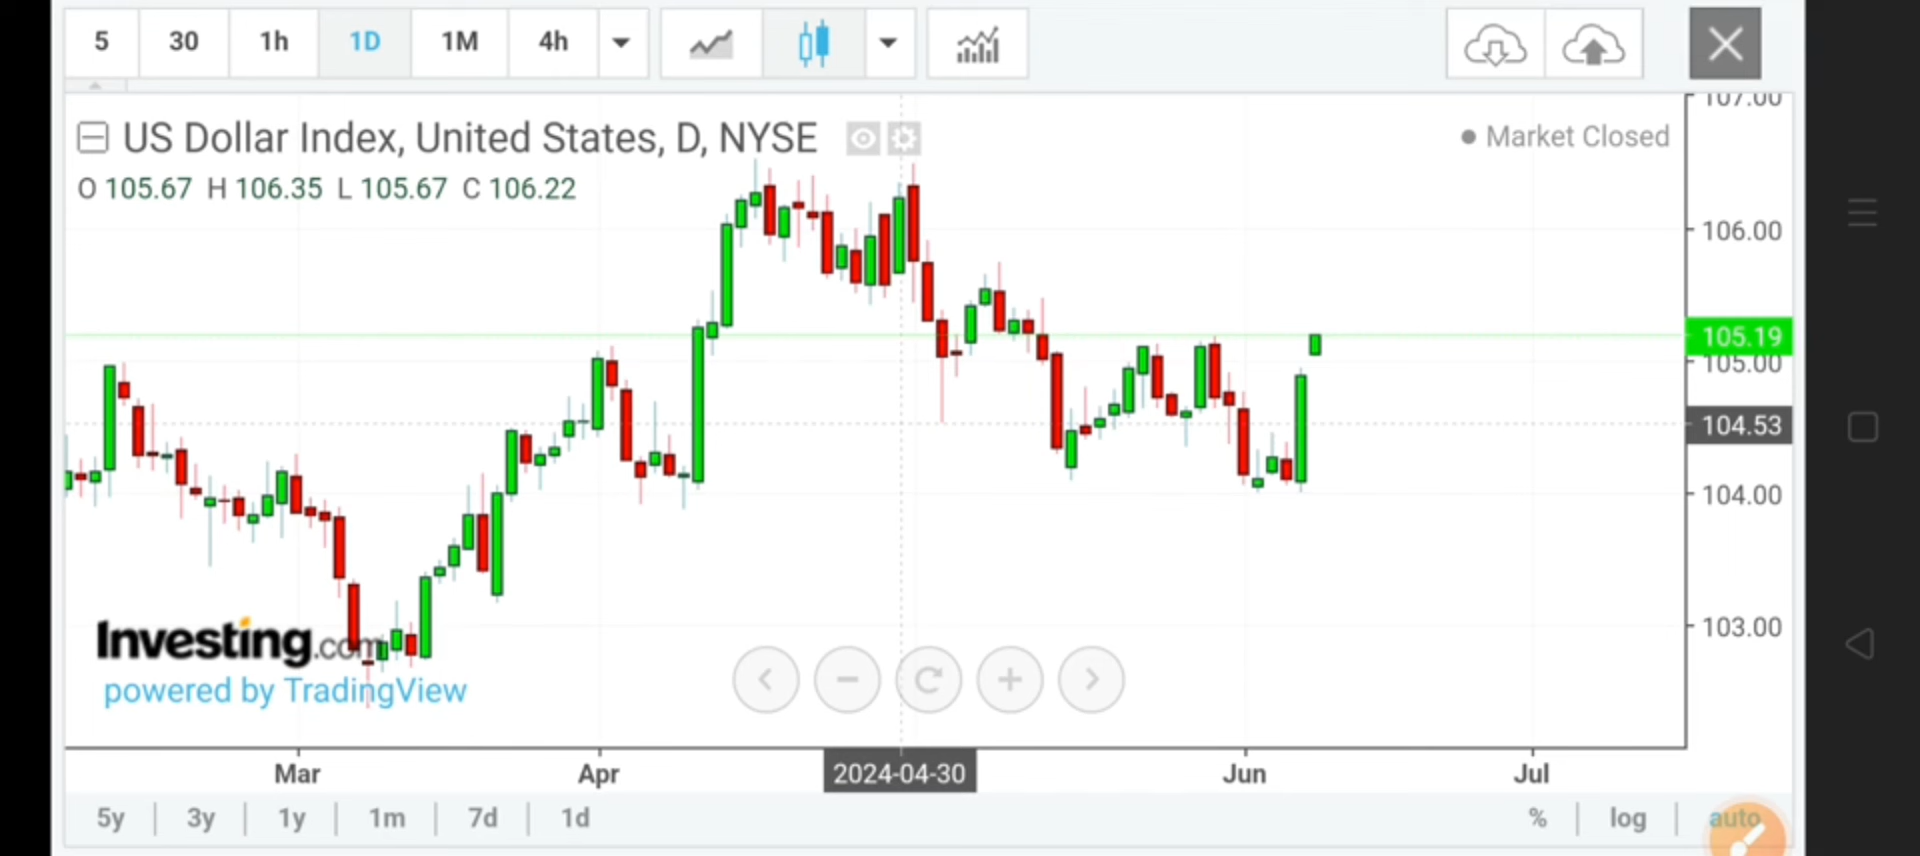 5 30 1h 1D 1M 4h
US Dollar Index, United States, D, NYSE
Market Closed
O 105.67 H 106.35 L 105.67 C 106.22
107.00
106.00
105.19
105.00
104.53
104.00
103.00
Investing.com
powered by TradingView
Mar Apr 2024-04-30 Jun Jul
5y 3y 1y 1m 7d 1d % log auto